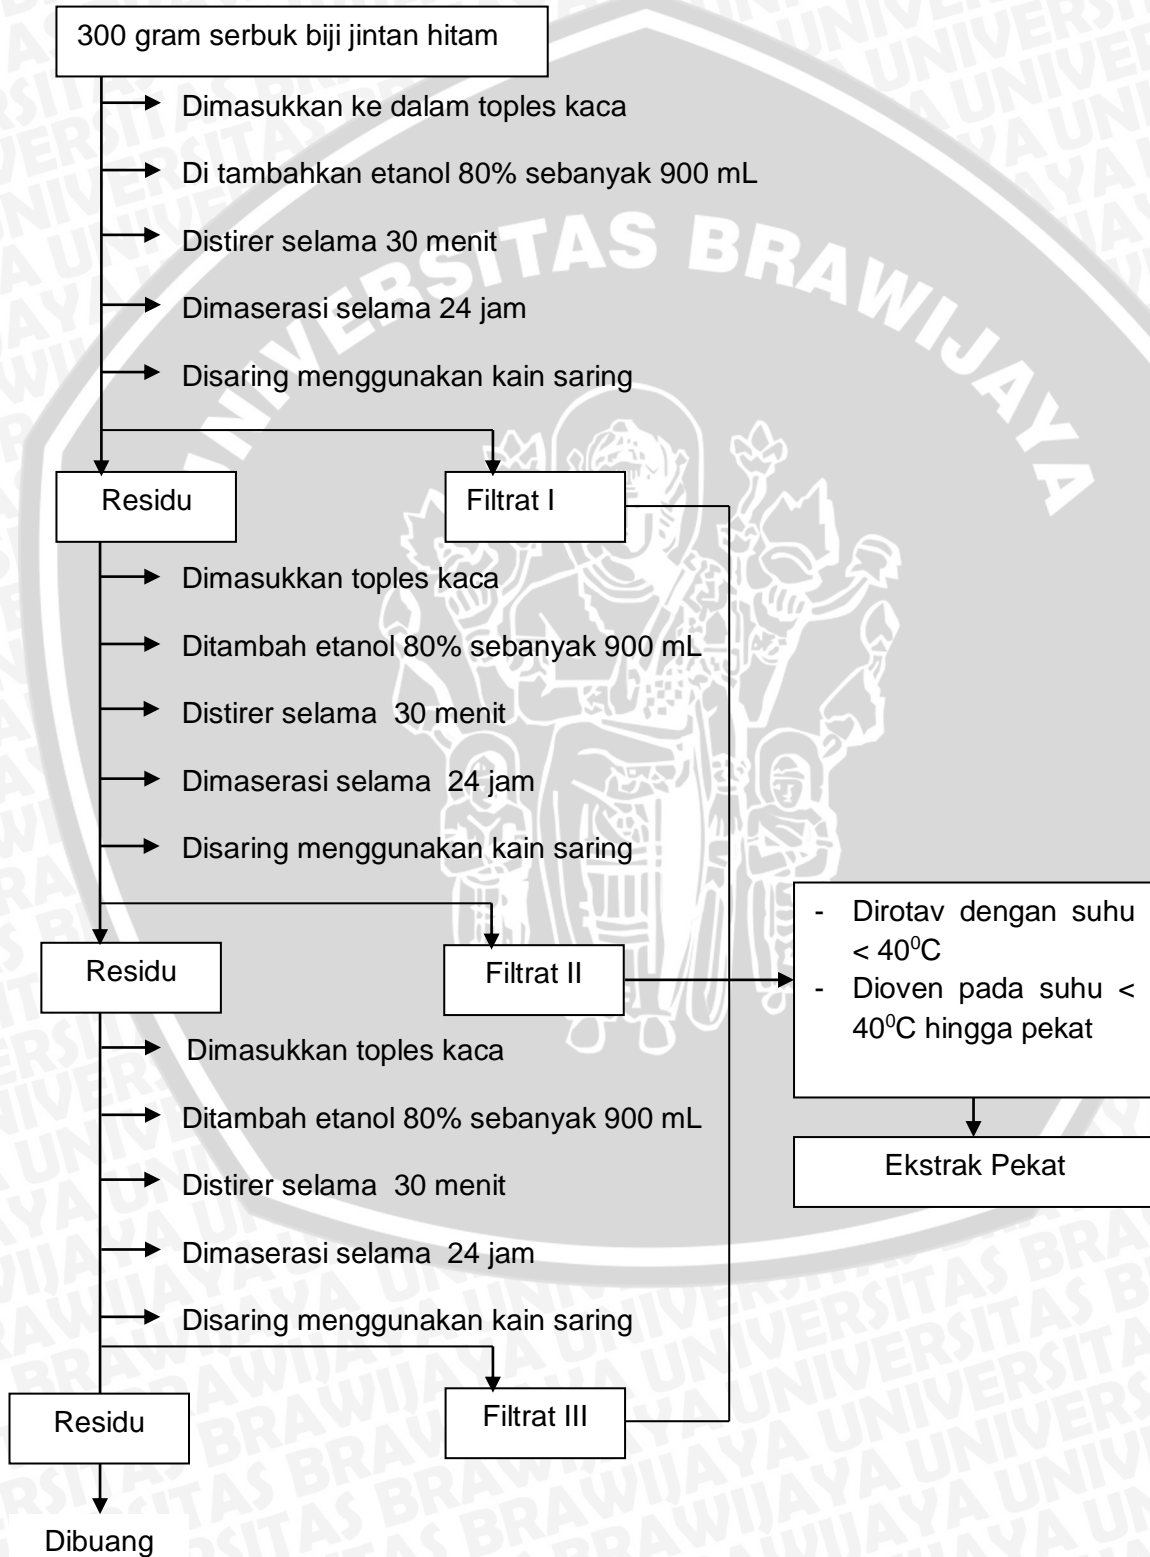 300 gram serbuk biji jintan hitam
Dimasukkan ke dalam toples kaca
Di tambahkan etanol 80% sebanyak 900 mL
Distirer selama 30 menit
Dimaserasi selama 24 jam
Disaring menggunakan kain saring
UNIVERSITAS BRAWIJAYA
Residu
Filtrat I
Dimasukkan toples kaca
Ditambah etanol 80% sebanyak 900 mL
Distirer selama 30 menit
Dimaserasi selama 24 jam
Disaring menggunakan kain saring
Residu
Filtrat II
- Dirotav dengan suhu
< 40⁰C
- Dioven pada suhu <
40⁰C hingga pekat
Ekstrak Pekat
Dimasukkan toples kaca
Ditambah etanol 80% sebanyak 900 mL
Distirer selama 30 menit
Dimaserasi selama 24 jam
Disaring menggunakan kain saring
Residu
Filtrat III
Dibuang